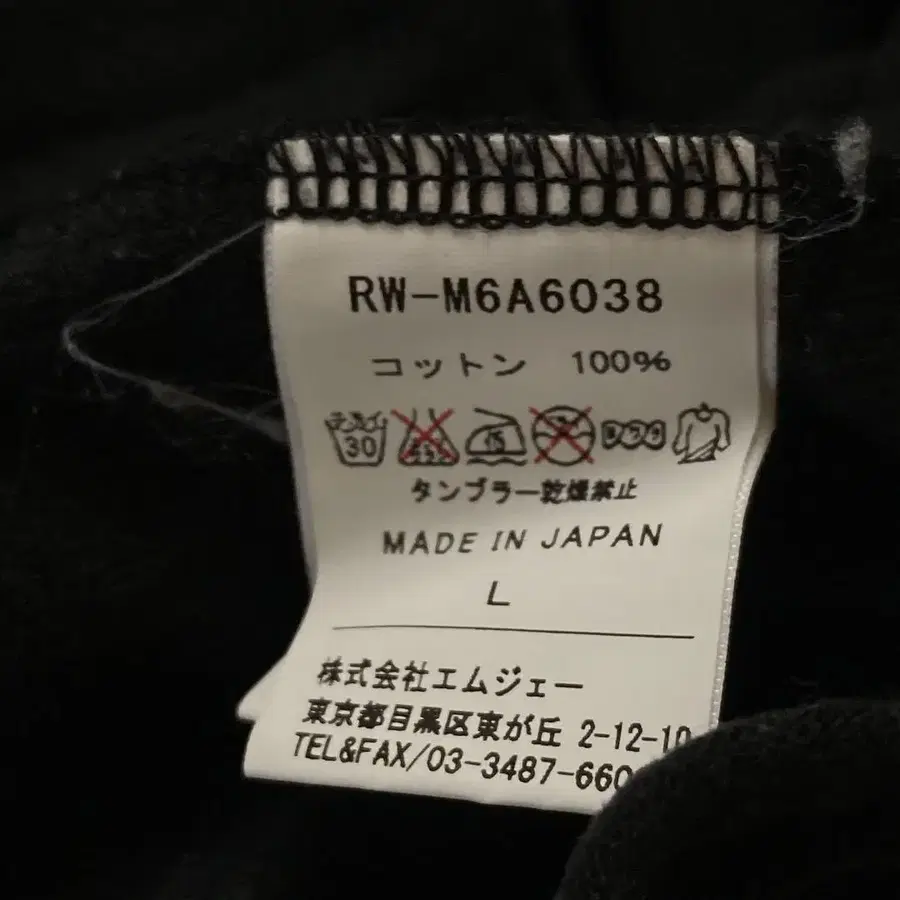 RW-M6A6038
コットン 100%
30
タンブラー乾燥禁止
MADE IN JAPAN
L
株式会社エムジェー
東京都目黒区東が丘 2-12-10
TEL&FAX/03-3487-660